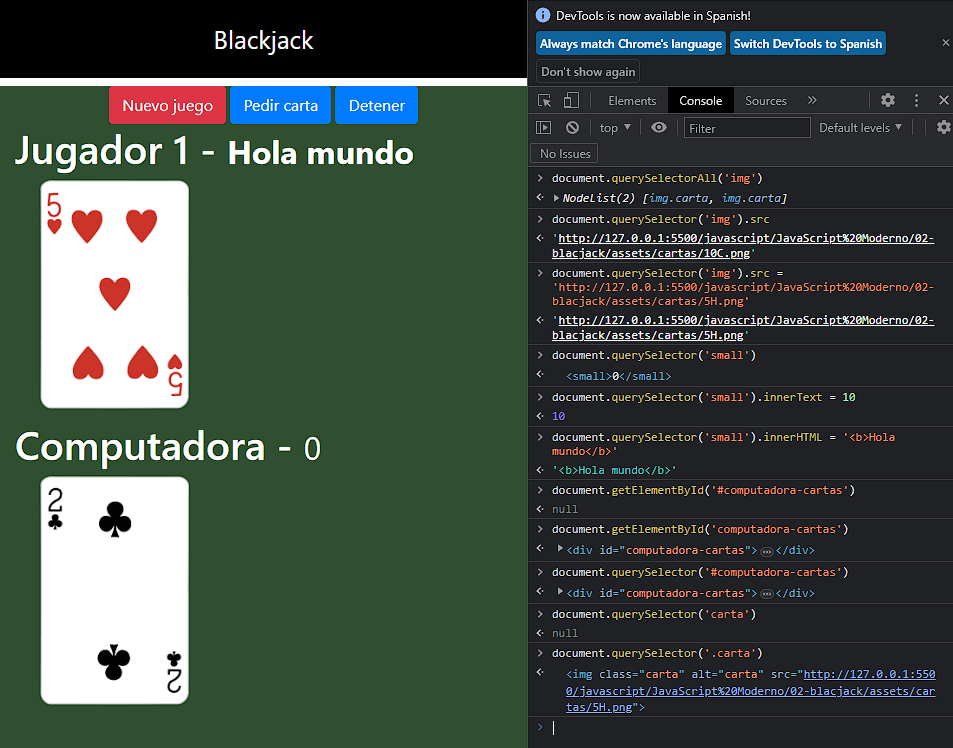 Blackjack
Nuevo juego Pedir carta Detener
Jugador 1 - Hola mundo
5
5
Computadora - 0
2
2
DevTools is now available in Spanish!
Always match Chrome's language Switch DevTools to Spanish
Don't show again
Elements Console Sources
top Filter Default levels
No Issues
document.querySelectorAll('img')
NodeList(2) [img.carta, img.carta]
document.querySelector('img').src
'http://127.0.0.1:5500/javascript/JavaScript%20Moderno/02-
blacjack/assets/cartas/10C.png'
document.querySelector('img').src =
'http://127.0.0.1:5500/javascript/JavaScript%20Moderno/02-
blacjack/assets/cartas/5H.png'
'http://127.0.0.1:5500/javascript/JavaScript%20Moderno/02-
blacjack/assets/cartas/5H.png'
document.querySelector('small')
<small>0</small>
document.querySelector('small').innerText = 10
10
document.querySelector('small').innerHTML = '<b>Hola
mundo</b>'
'<b>Hola mundo</b>'
document.getElementById('#computadora-cartas')
null
document.getElementById('computadora-cartas')
<div id="computadora-cartas">…</div>
document.querySelector('#computadora-cartas')
<div id="computadora-cartas">…</div>
document.querySelector('carta')
null
document.querySelector('.carta')
<img class="carta" alt="carta" src="http://127.0.0.1:550
0/javascript/JavaScript%20Moderno/02-blacjack/assets/car
tas/5H.png">